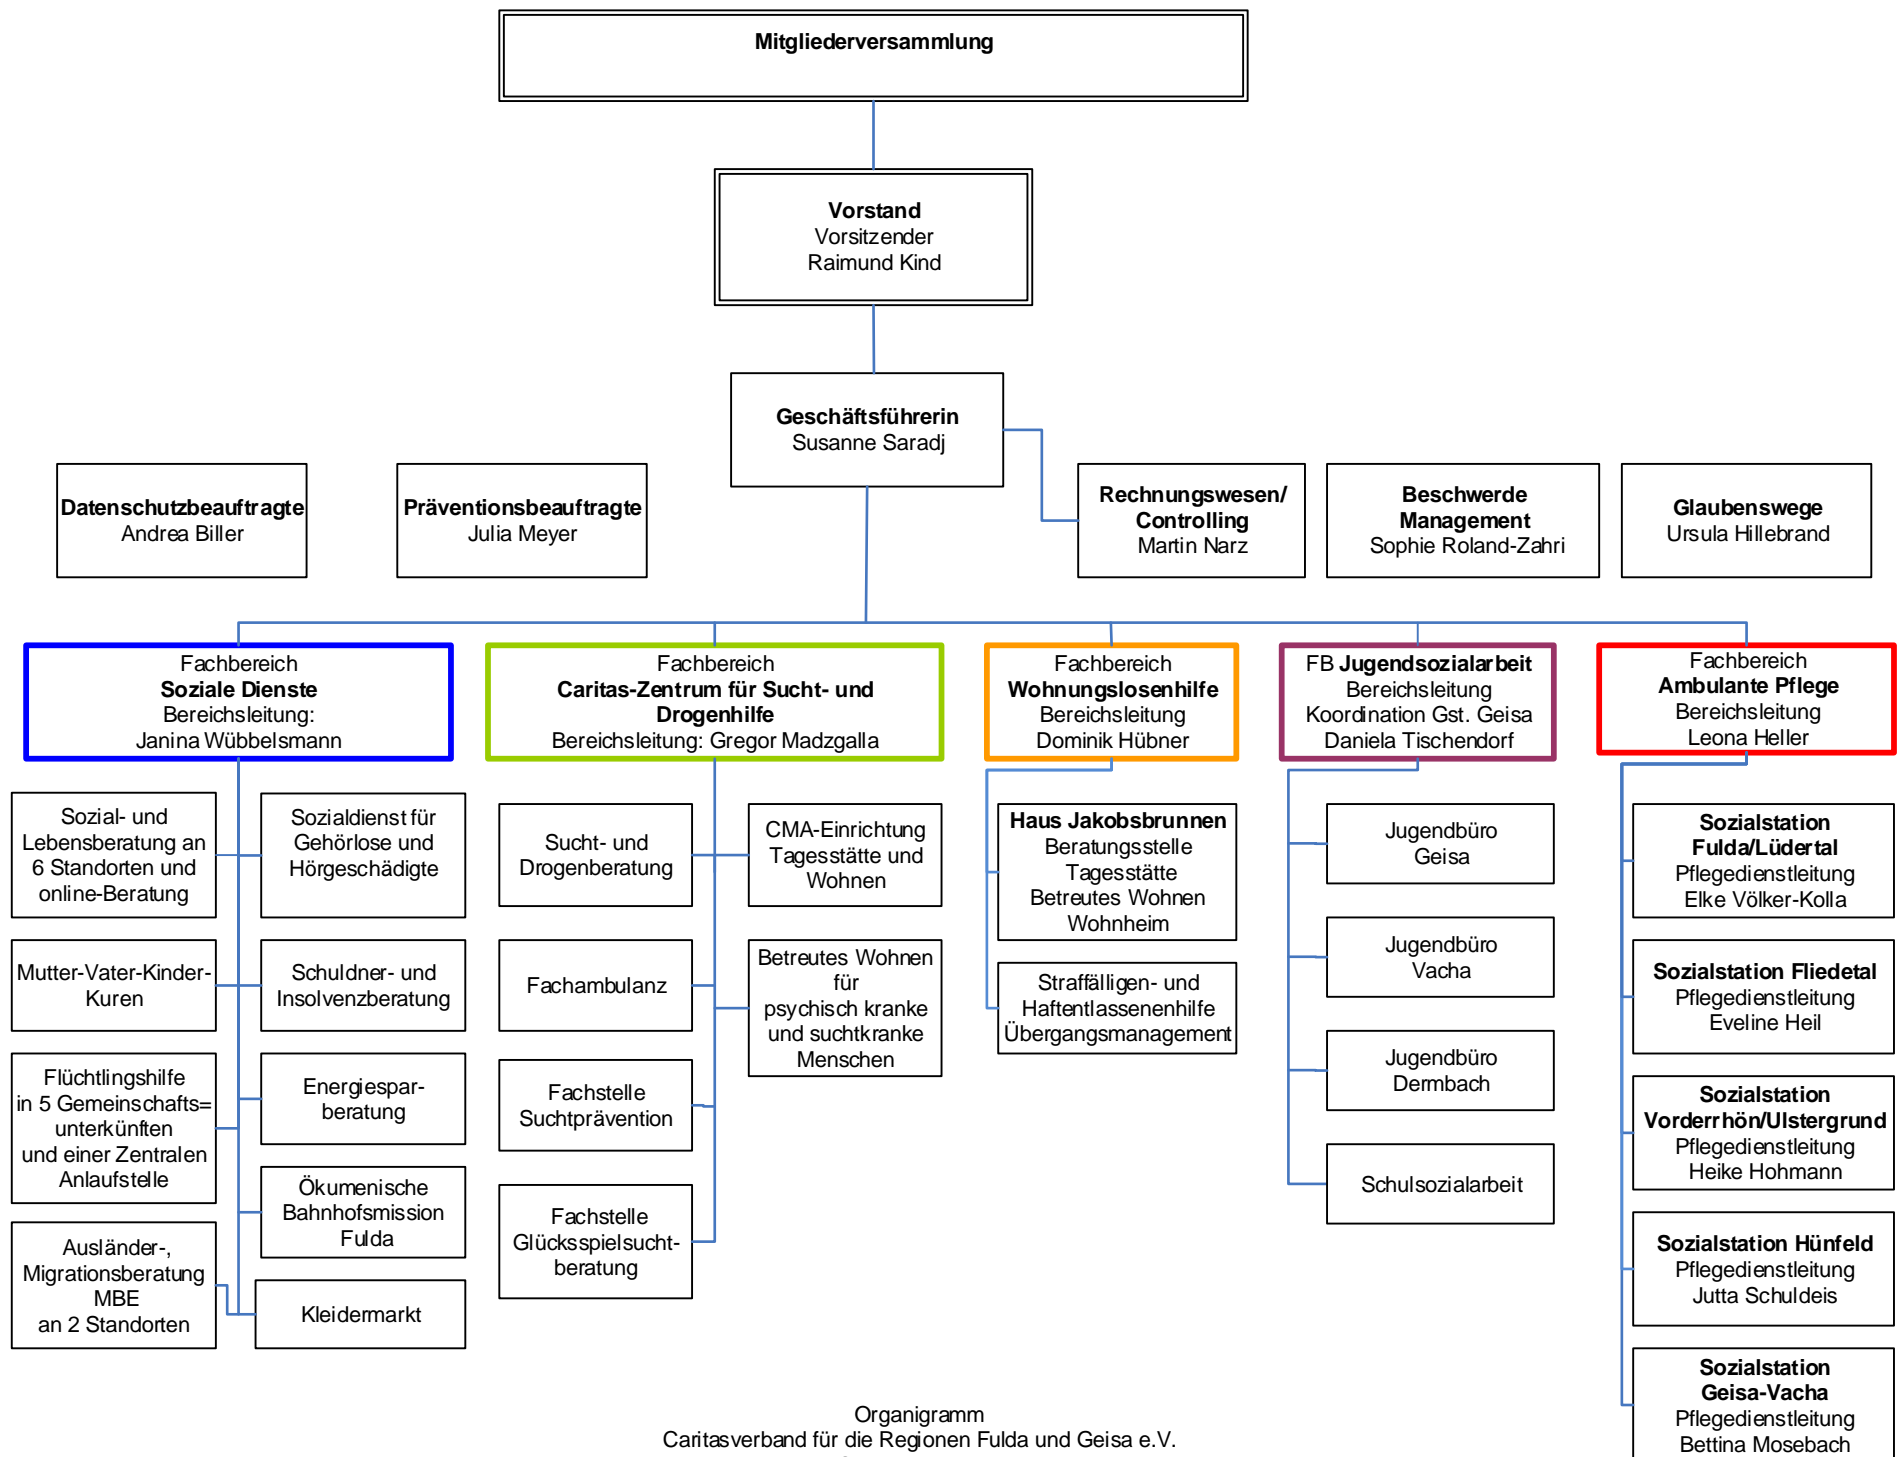 Mitgliederversammlung
Vorstand
Vorsitzender
Raimund Kind
Geschäftsführerin
Susanne Saradj
Datenschutzbeauftragte
Andrea Biller
Präventionsbeauftragte
Julia Meyer
Rechnungswesen/
Controlling
Martin Narz
Beschwerde
Management
Sophie Roland-Zahri
Glaubenswege
Ursula Hillebrand
Fachbereich
Soziale Dienste
Bereichsleitung:
Janina Wübbelsmann
Fachbereich
Caritas-Zentrum für Sucht- und
Drogenhilfe
Bereichsleitung: Gregor Madzgalla
Fachbereich
Wohnungslosenhilfe
Bereichsleitung
Dominik Hübner
FB Jugendsozialarbeit
Bereichsleitung
Koordination Gst. Geisa
Daniela Tischendorf
Fachbereich
Ambulante Pflege
Bereichsleitung
Leona Heller
Sozial- und
Lebensberatung an
6 Standorten und
online-Beratung
Sozialdienst für
Gehörlose und
Hörgeschädigte
Mutter-Vater-Kinder-
Kuren
Schuldner- und
Insolvenzberatung
Flüchtlingshilfe
in 5 Gemeinschafts=
unterkünften
und einer Zentralen
Anlaufstelle
Energiespar-
beratung
Ökumenische
Bahnhofsmission
Fulda
Ausländer-,
Migrationsberatung
MBE
an 2 Standorten
Kleidermarkt
Sucht- und
Drogenberatung
CMA-Einrichtung
Tagesstätte und
Wohnen
Fachambulanz
Betreutes Wohnen
für
psychisch kranke
und suchtkranke
Menschen
Fachstelle
Suchtprävention
Fachstelle
Glücksspielsucht-
beratung
Haus Jakobsbrunnen
Beratungsstelle
Tagesstätte
Betreutes Wohnen
Wohnheim
Straffälligen- und
Haftentlassenenhilfe
Übergangsmanagement
Jugendbüro
Geisa
Jugendbüro
Vacha
Jugendbüro
Dermbach
Schulsozialarbeit
Sozialstation
Fulda/Lüdertal
Pflegedienstleitung
Elke Völker-Kolla
Sozialstation Fliedetal
Pflegedienstleitung
Eveline Heil
Sozialstation
Vorderrhön/Ulstergrund
Pflegedienstleitung
Heike Hohmann
Sozialstation Hünfeld
Pflegedienstleitung
Jutta Schuldeis
Sozialstation
Geisa-Vacha
Pflegedienstleitung
Bettina Mosebach
Organigramm
Caritasverband für die Regionen Fulda und Geisa e.V.